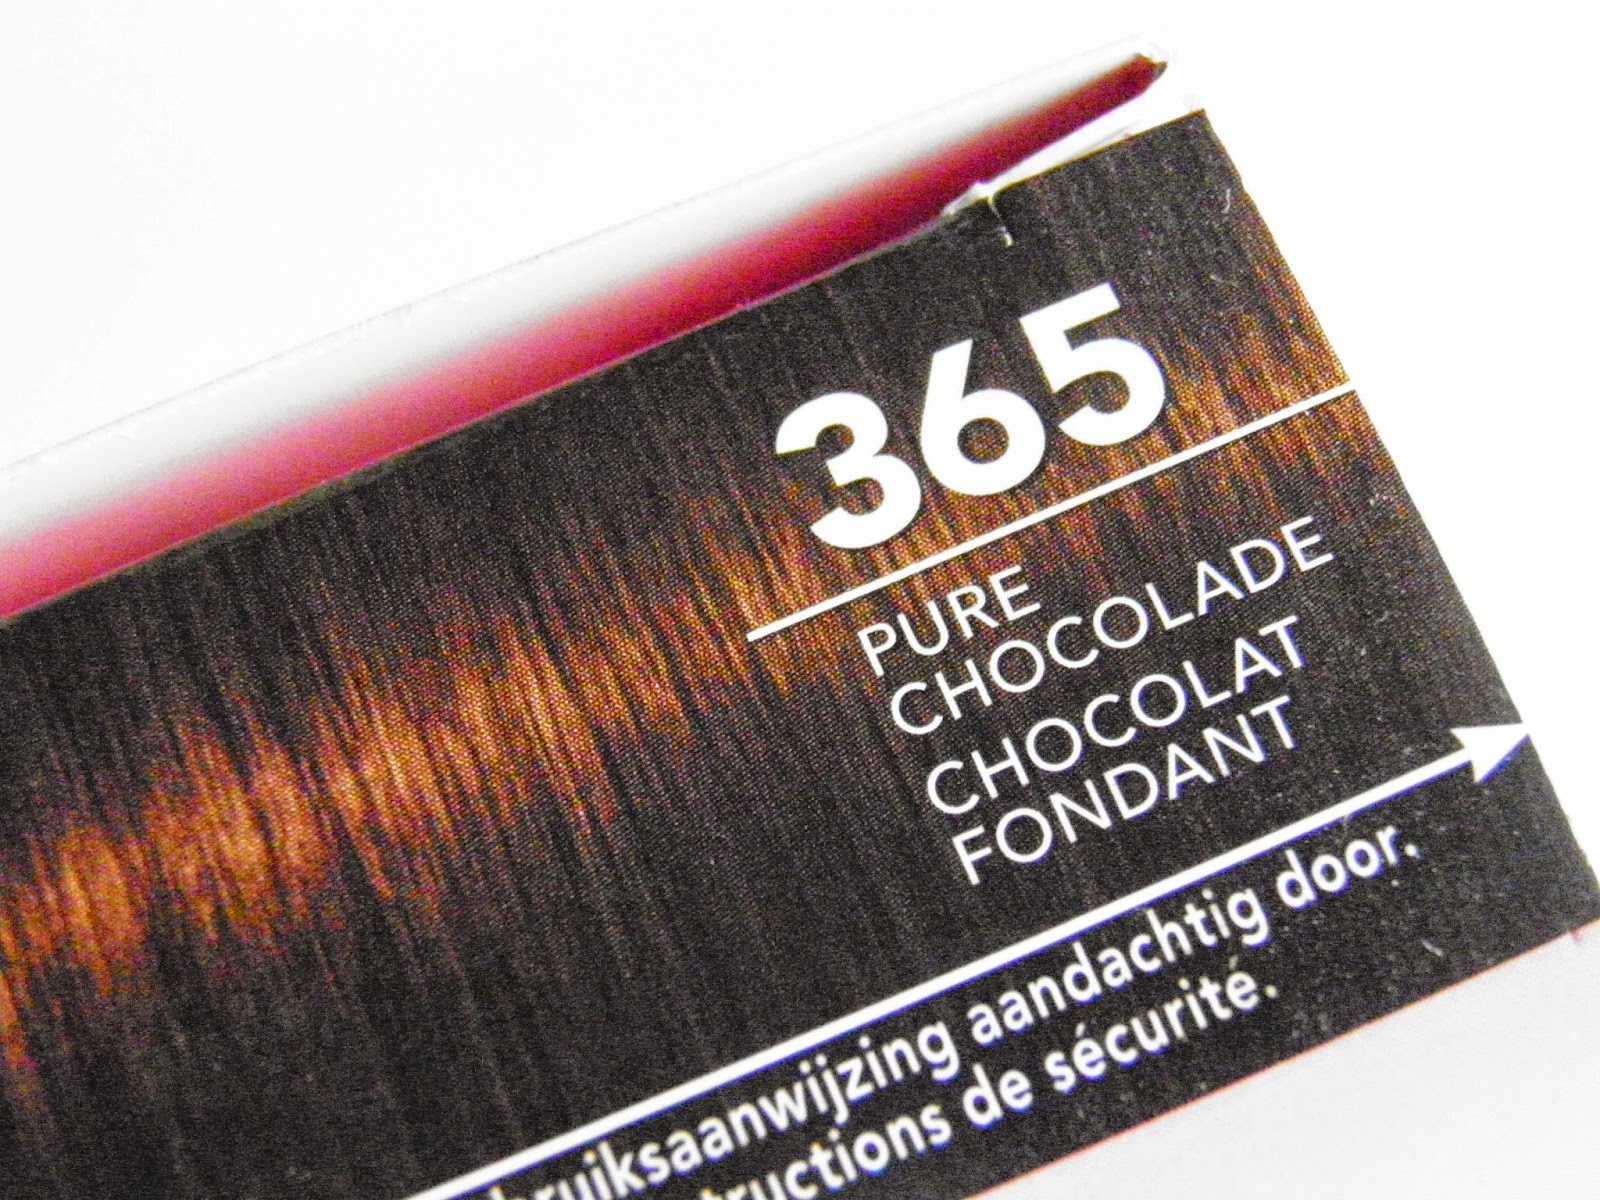 365
PURE
CHOCOLADE
CHOCOLAT
FONDANT
aandachtig door.
de sécurité.